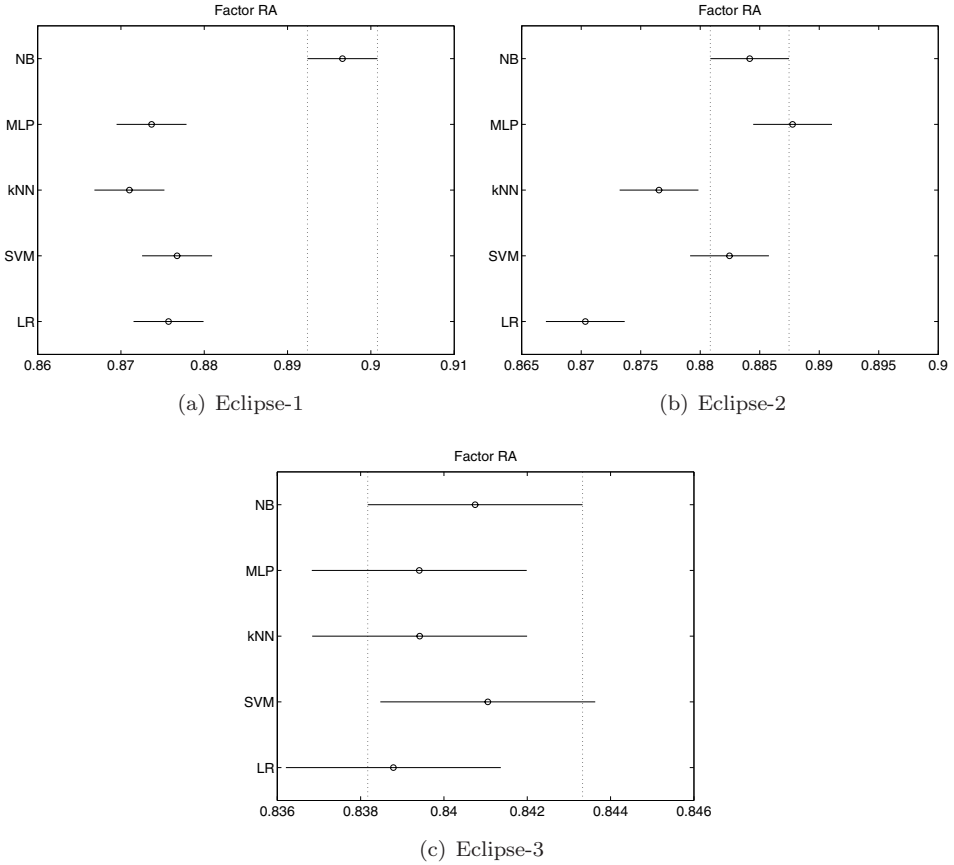 Factor RA
NB
MLP
kNN
SVM
LR
0.86 0.87 0.88 0.89 0.9 0.91
(a) Eclipse-1
Factor RA
NB
MLP
kNN
SVM
LR
0.865 0.87 0.875 0.88 0.885 0.89 0.895 0.9
(b) Eclipse-2
Factor RA
NB
MLP
kNN
SVM
LR
0.836 0.838 0.84 0.842 0.844 0.846
(c) Eclipse-3